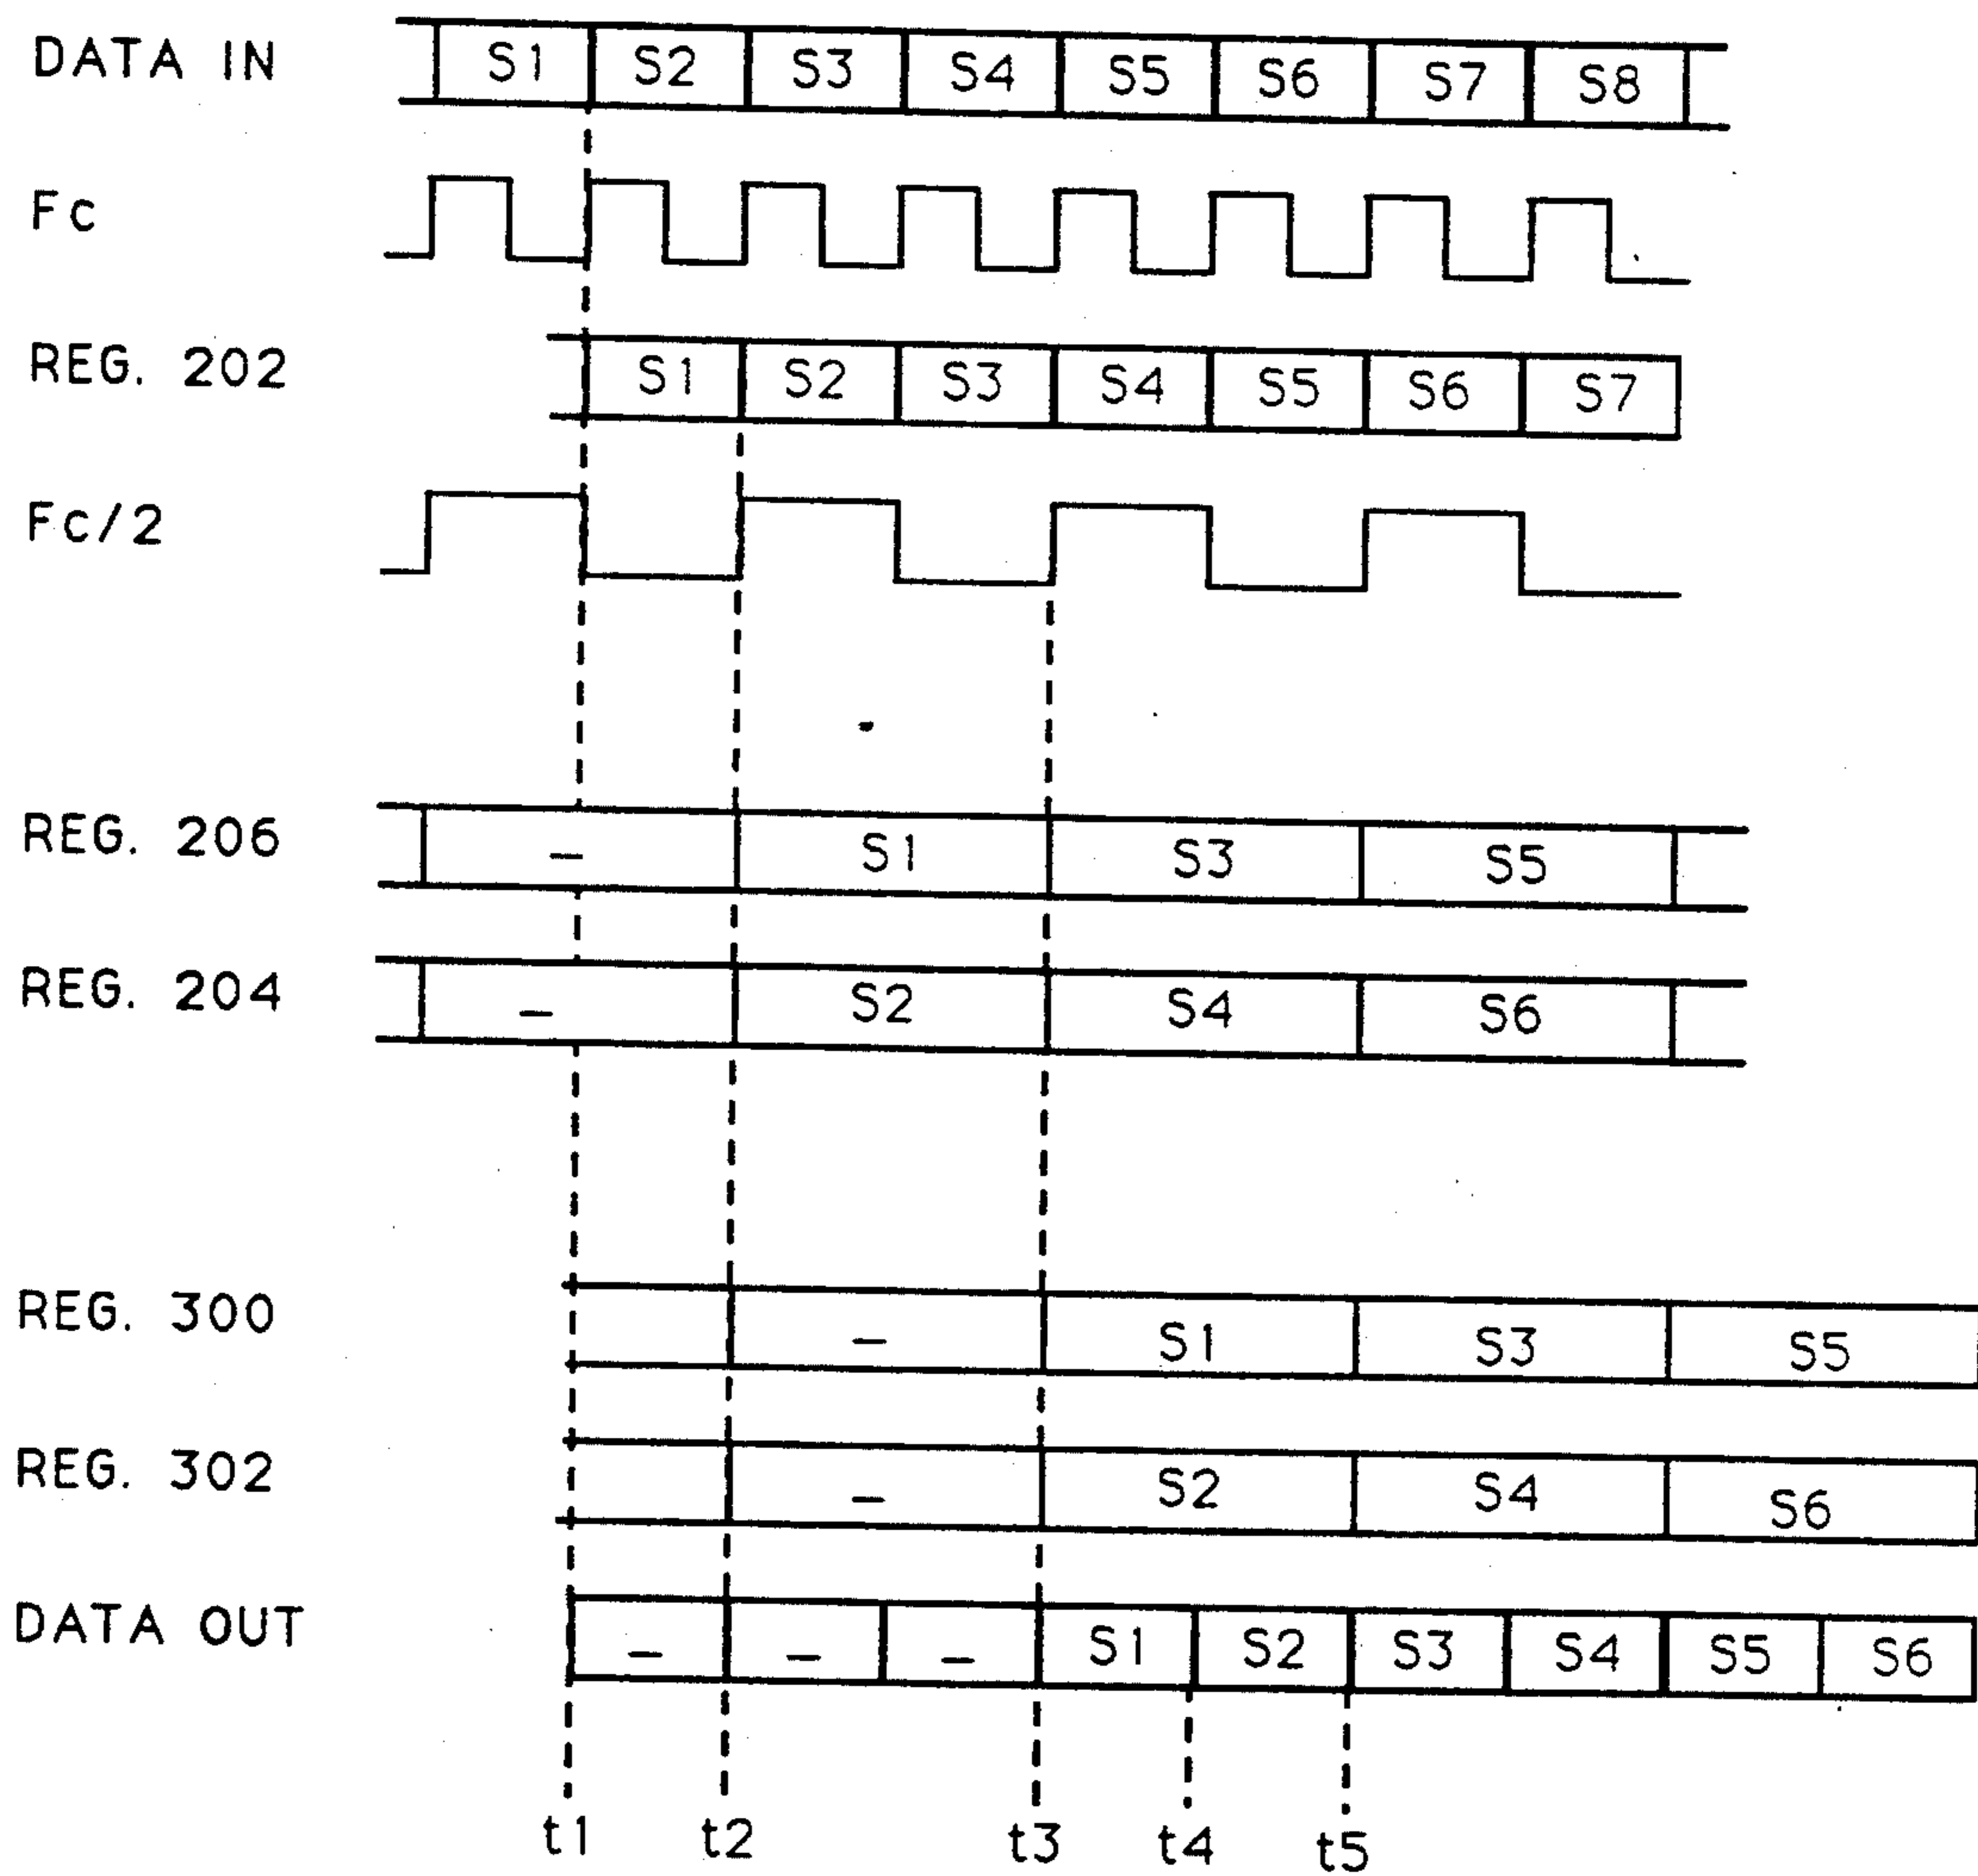 DATA IN S1 S2 S3 S4 S5 S6 S7 S8
Fc
REG. 202 S1 S2 S3 S4 S5 S6 S7
Fc/2
REG. 206 – S1 S3 S5
REG. 204 – S2 S4 S6
REG. 300 – S1 S3 S5
REG. 302 – S2 S4 S6
DATA OUT – – – S1 S2 S3 S4 S5 S6
t1 t2 t3 t4 t5